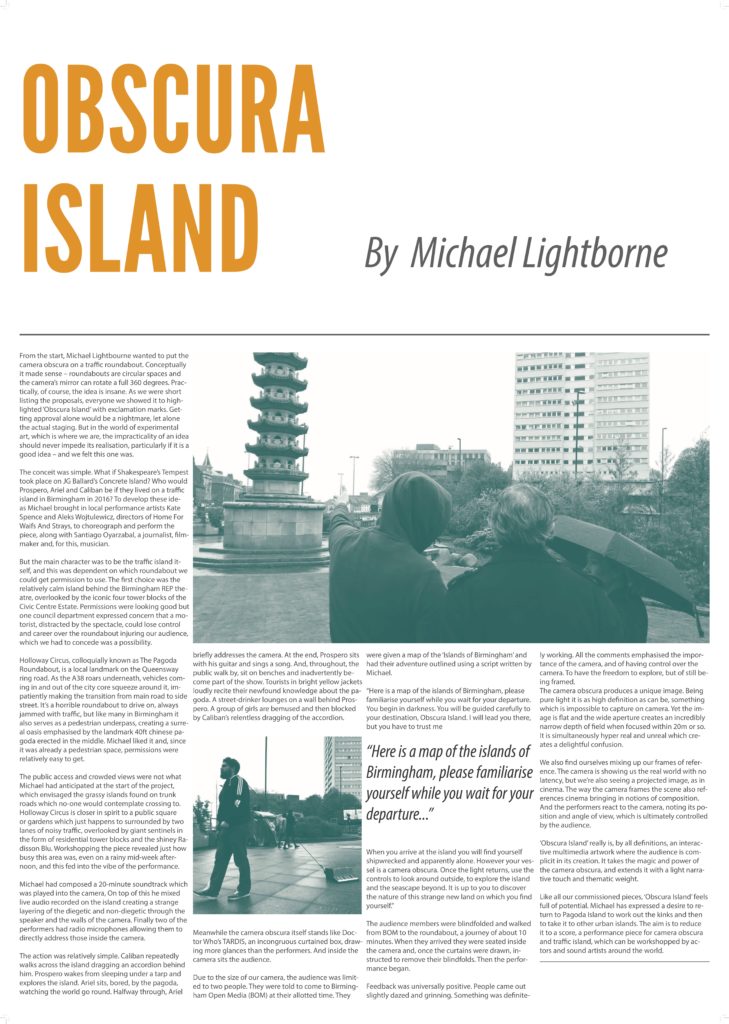 OBSCURA
ISLAND
By Michael Lightborne
From the start, Michael Lightbourne wanted to put the
camera obscura on a traffic roundabout. Conceptually
it made sense – roundabouts are circular spaces and
the camera's mirror can rotate a full 360 degrees. Prac-
tically, of course, the idea is insane. As we were short
listing the proposals, everyone we showed it to high-
lighted 'Obscura Island' with exclamation marks. Get-
ting approval alone would be a nightmare, let alone
the actual staging. But in the world of experimental
art, which is where we are, the impracticality of an idea
should never impede its realisation, particularly if it is a
good idea – and we felt this one was.
The conceit was simple. What if Shakespeare's Tempest
took place on JG Ballard's Concrete Island? Who would
Prospero, Ariel and Caliban be if they lived on a traffic
island in Birmingham in 2016? To develop these ide-
as Michael brought in local performance artists Kate
Spence and Aleks Wojtulewicz, directors of Home For
Waifs And Strays, to choreograph and perform the
piece, along with Santiago Oyarzabal, a journalist, film-
maker and, for this, musician.
But the main character was to be the traffic island it-
self, and this was dependent on which roundabout we
could get permission to use. The first choice was the
relatively calm island behind the Birmingham REP the-
atre, overlooked by the iconic four tower blocks of the
Civic Centre Estate. Permissions were looking good but
one council department expressed concern that a mo-
torist, distracted by the spectacle, could lose control
and career over the roundabout injuring our audience,
which we had to concede was a possibility.
Holloway Circus, colloquially known as The Pagoda
Roundabout, is a local landmark on the Queensway
ring road. As the A38 roars underneath, vehicles com-
ing in and out of the city core squeeze around it, im-
patiently making the transition from main road to side
street. It's a horrible roundabout to drive on, always
jammed with traffic, but like many in Birmingham it
also serves as a pedestrian underpass, creating a surre-
al oasis emphasised by the landmark 40ft chinese pa-
goda erected in the middle. Michael liked it and, since
it was already a pedestrian space, permissions were
relatively easy to get.
The public access and crowded views were not what
Michael had anticipated at the start of the project,
which envisaged the grassy islands found on trunk
roads which no-one would contemplate crossing to.
Holloway Circus is closer in spirit to a public square
or gardens which just happens to surrounded by two
lanes of noisy traffic, overlooked by giant sentinels in
the form of residential tower blocks and the shiney Ra-
disson Blu. Workshopping the piece revealed just how
busy this area was, even on a rainy mid-week after-
noon, and this fed into the vibe of the performance.
Michael had composed a 20-minute soundtrack which
was played into the camera, On top of this he mixed
live audio recorded on the island creating a strange
layering of the diegetic and non-diegetic through the
speaker and the walls of the camera. Finally two of the
performers had radio microphones allowing them to
directly address those inside the camera.
The action was relatively simple. Caliban repeatedly
walks across the island dragging an accordion behind
him. Prospero wakes from sleeping under a tarp and
explores the island. Ariel sits, bored, by the pagoda,
watching the world go round. Halfway through, Ariel
briefly addresses the camera. At the end, Prospero sits
with his guitar and sings a song. And, throughout, the
public walk by, sit on benches and inadvertently be-
come part of the show. Tourists in bright yellow jackets
loudly recite their newfound knowledge about the pa-
goda. A street-drinker lounges on a wall behind Pros-
pero. A group of girls are bemused and then blocked
by Caliban's relentless dragging of the accordion.
Meanwhile the camera obscura itself stands like Doc-
tor Who's TARDIS, an incongruous curtained box, draw-
ing more glances than the performers. And inside the
camera sits the audience.
Due to the size of our camera, the audience was limit-
ed to two people. They were told to come to Birming-
ham Open Media (BOM) at their allotted time. They
were given a map of the 'Islands of Birmingham' and
had their adventure outlined using a script written by
Michael.
"Here is a map of the islands of Birmingham, please
familiarise yourself while you wait for your departure.
You begin in darkness. You will be guided carefully to
your destination, Obscura Island. I will lead you there,
but you have to trust me
"Here is a map of the islands of
Birmingham, please familiarise
yourself while you wait for your
departure..."
When you arrive at the island you will find yourself
shipwrecked and apparently alone. However your ves-
sel is a camera obscura. Once the light returns, use the
controls to look around outside, to explore the island
and the seascape beyond. It is up to you to discover
the nature of this strange new land on which you find
yourself."
The audience members were blindfolded and walked
from BOM to the roundabout, a journey of about 10
minutes. When they arrived they were seated inside
the camera and, once the curtains were drawn, in-
structed to remove their blindfolds. Then the perfor-
mance began.
Feedback was universally positive. People came out
slightly dazed and grinning. Something was definite-
ly working. All the comments emphasised the impor-
tance of the camera, and of having control over the
camera. To have the freedom to explore, but of still be-
ing framed.
The camera obscura produces a unique image. Being
pure light it is as high definition as can be, something
which is impossible to capture on camera. Yet the im-
age is flat and the wide aperture creates an incredibly
narrow depth of field when focused within 20m or so.
It is simultaneously hyper real and unreal which cre-
ates a delightful confusion.
We also find ourselves mixing up our frames of refer-
ence. The camera is showing us the real world with no
latency, but we're also seeing a projected image, as in
cinema. The way the camera frames the scene also ref-
erences cinema bringing in notions of composition.
And the performers react to the camera, noting its po-
sition and angle of view, which is ultimately controlled
by the audience.
'Obscura Island' really is, by all definitions, an interac-
tive multimedia artwork where the audience is com-
plicit in its creation. It takes the magic and power of
the camera obscura, and extends it with a light narra-
tive touch and thematic weight.
Like all our commissioned pieces, 'Obscura Island' feels
full of potential. Michael has expressed a desire to re-
turn to Pagoda Island to work out the kinks and then
to take it to other urban islands. The aim is to reduce
it to a score, a performance piece for camera obscura
and traffic island, which can be workshopped by ac-
tors and sound artists around the world.